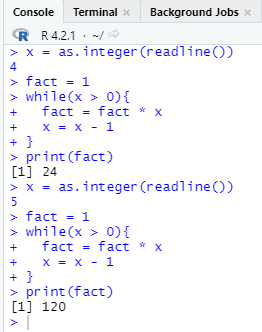 Console Terminal × Background Jobs ×
R 4.2.1 · ~/
> x = as.integer(readline())
4
> fact = 1
> while(x > 0){
+   fact = fact * x
+   x = x - 1
+ }
> print(fact)
[1] 24
> x = as.integer(readline())
5
> fact = 1
> while(x > 0){
+   fact = fact * x
+   x = x - 1
+ }
> print(fact)
[1] 120
>